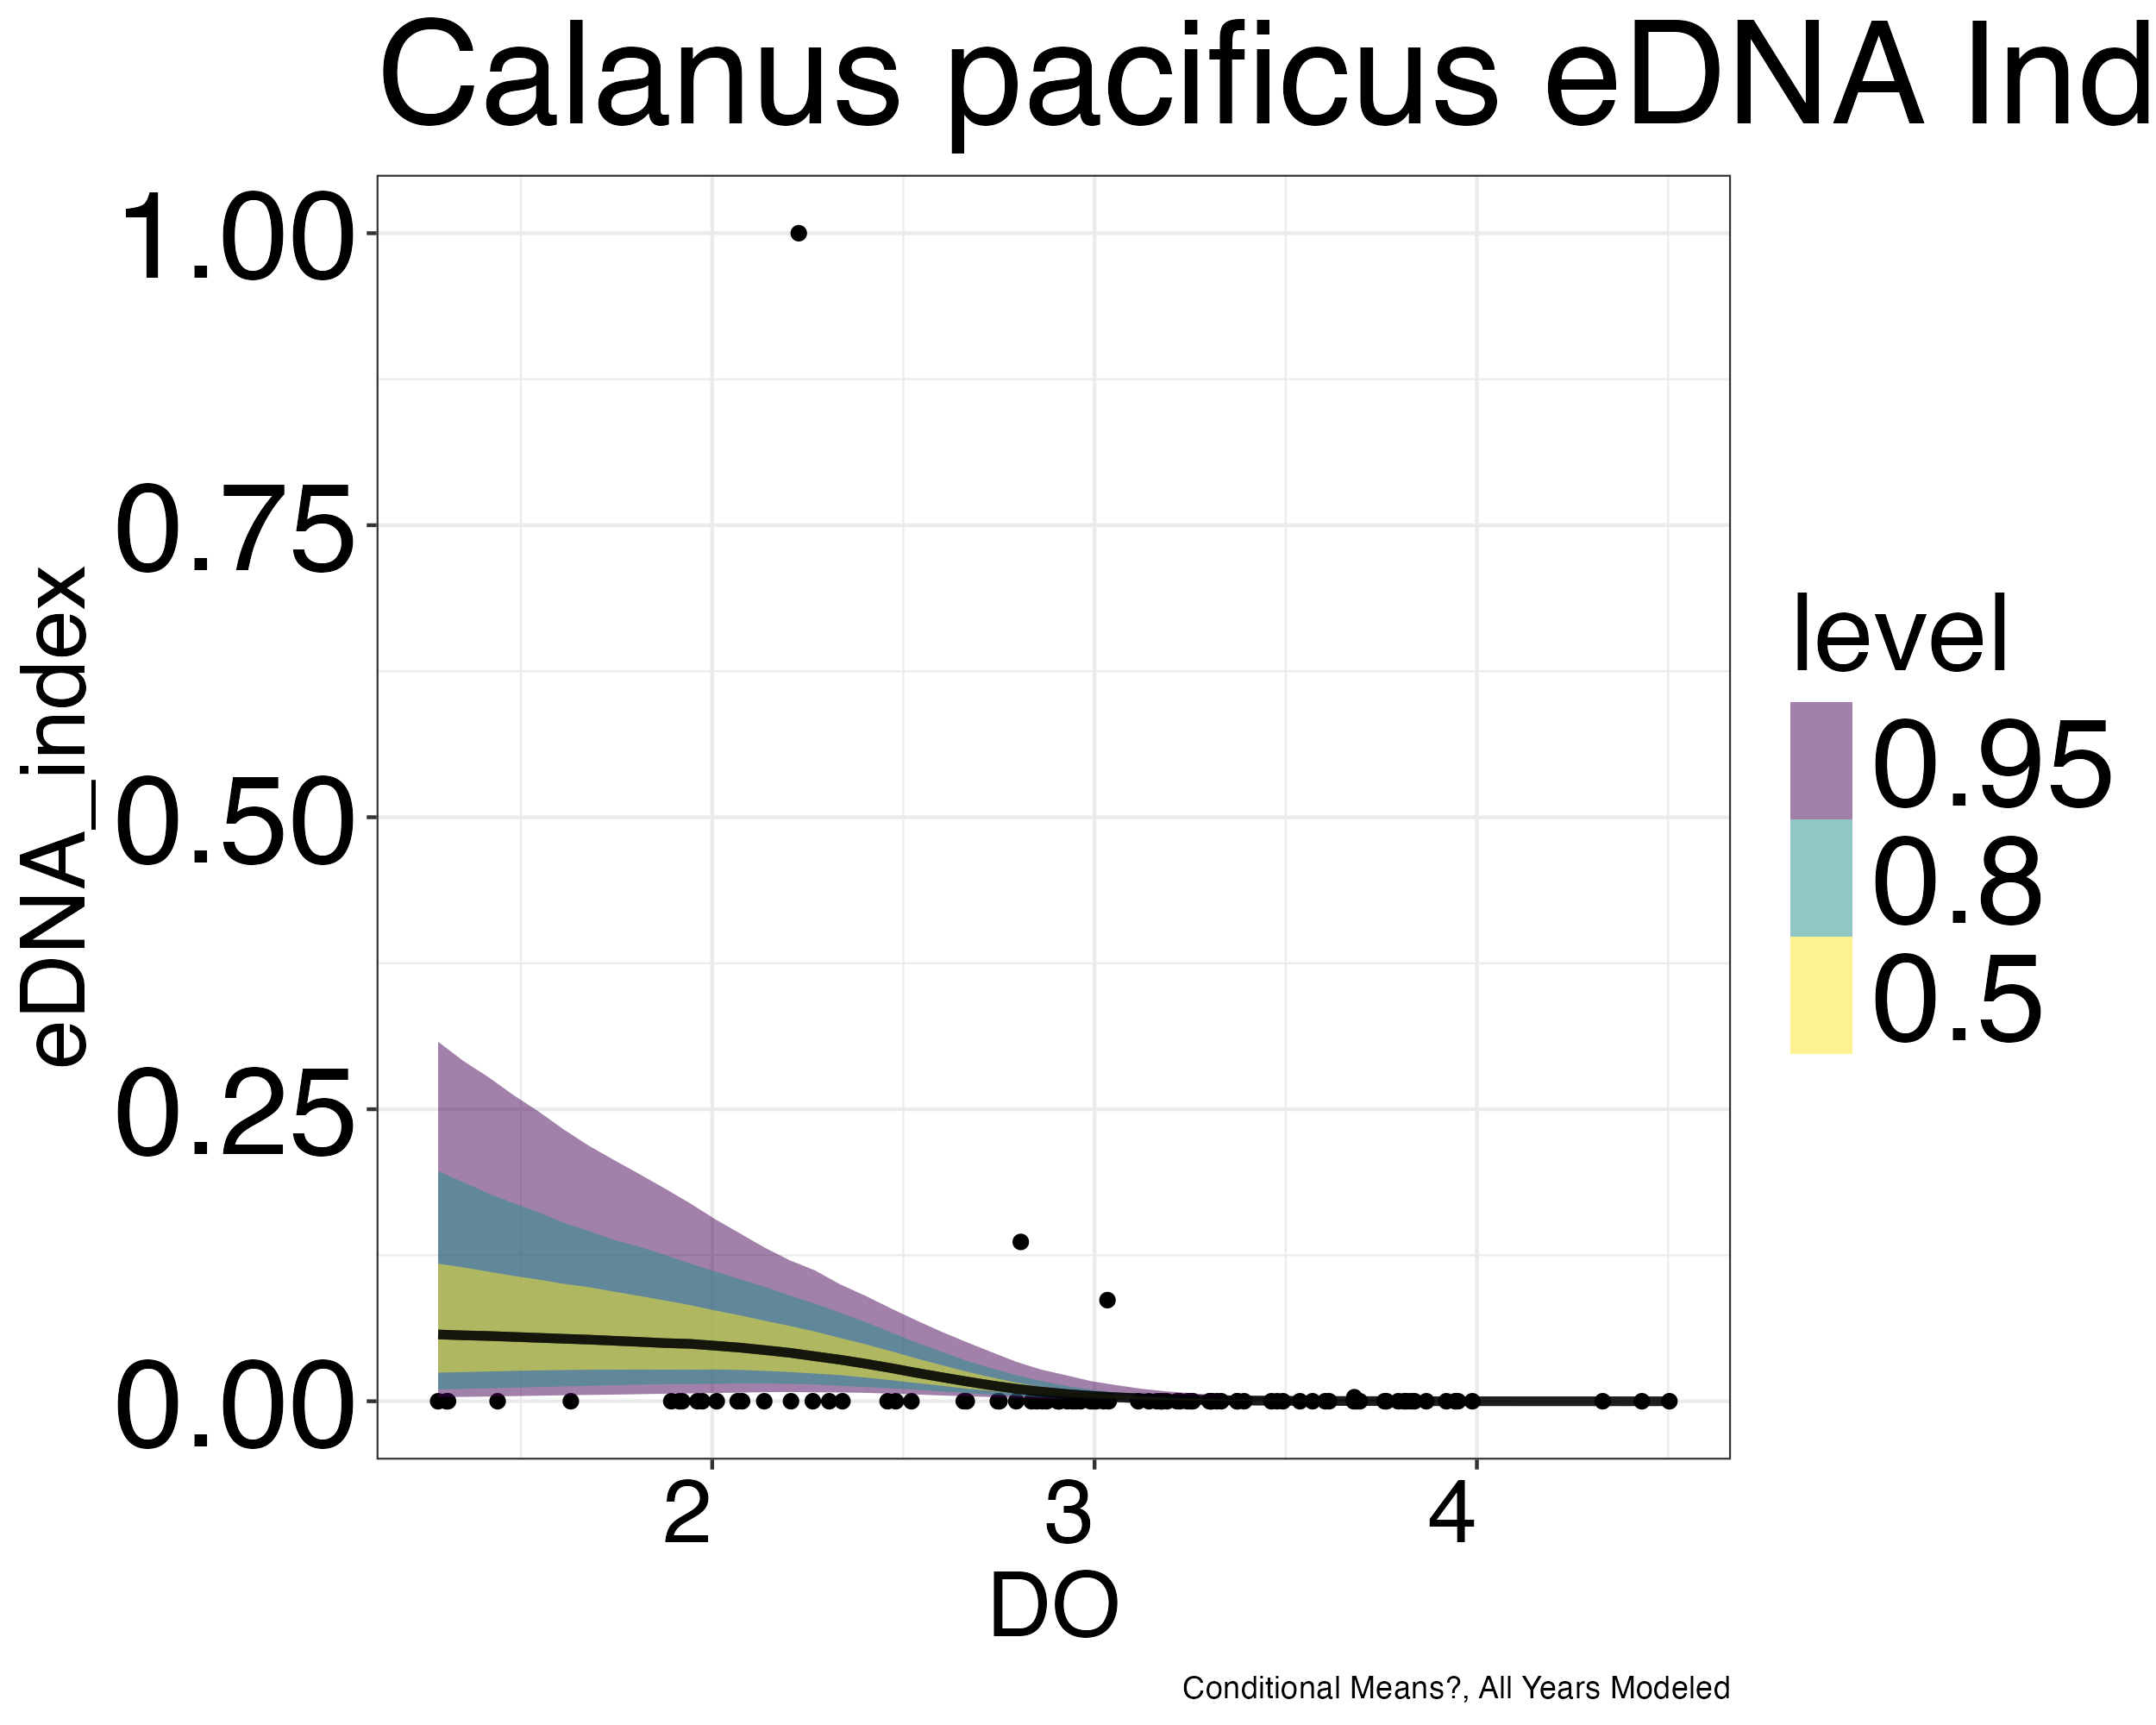 Calanus pacificus eDNA Ind
1.00
0.75
0.50
0.25
0.00
eDNA_index
2 3 4
DO
level
0.95
0.8
0.5
Conditional Means?, All Years Modeled